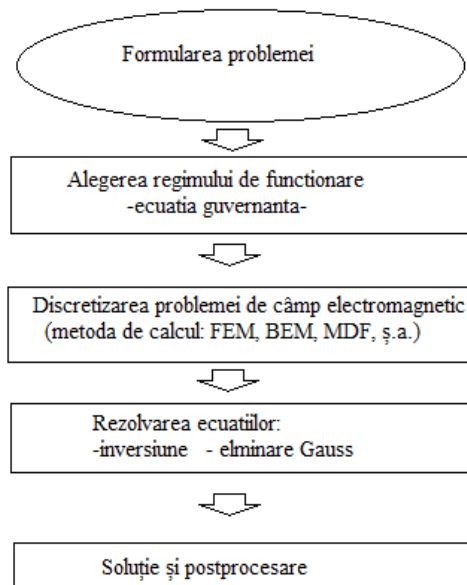 Formularea problemei
Alegerea regimului de functionare
-ecuatia guvernanta-
Discretizarea problemei de câmp electromagnetic
(metoda de calcul: FEM, BEM, MDF, ș.a.)
Rezolvarea ecuatiilor:
-inversiune - elminare Gauss
Soluție și postprocesare